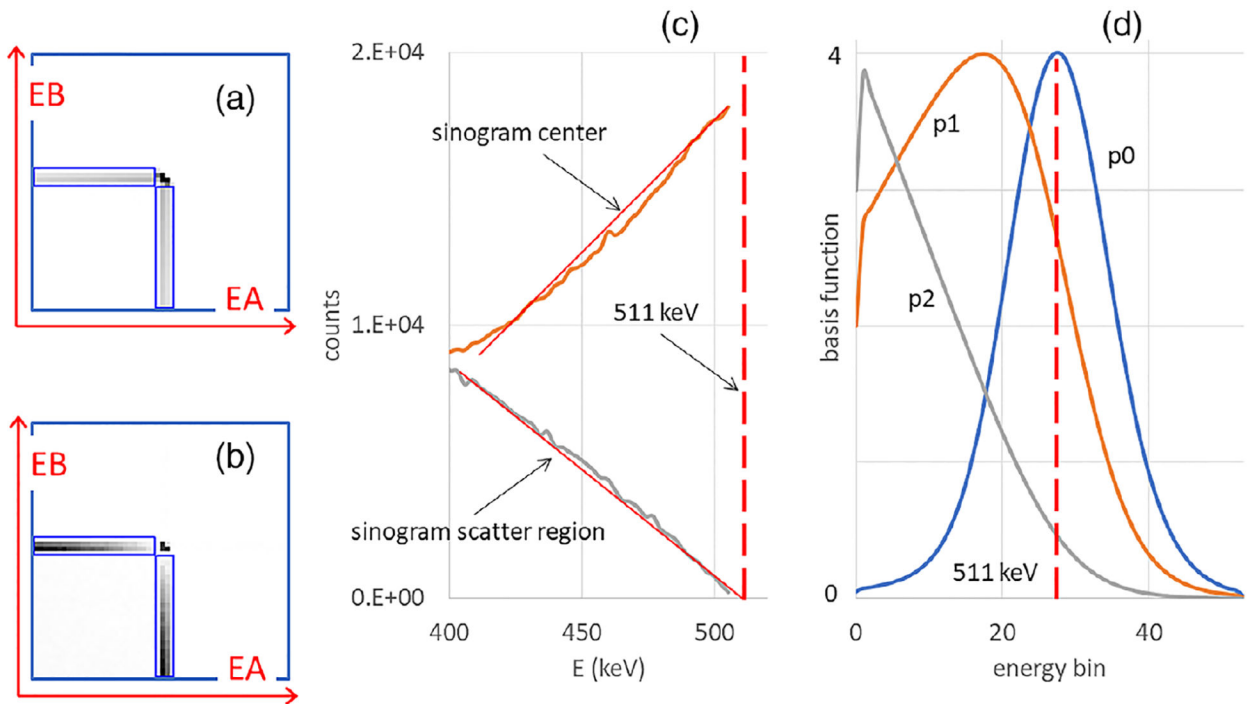 EB
(a)
EA
EB
(b)
EA
(c)
2.E+04
sinogram center
counts
511 keV
1.E+04
sinogram scatter region
0.E+00
400
450
500
E (keV)
(d)
4
p1
p0
p2
basis function
511 keV
0
0
20
40
energy bin